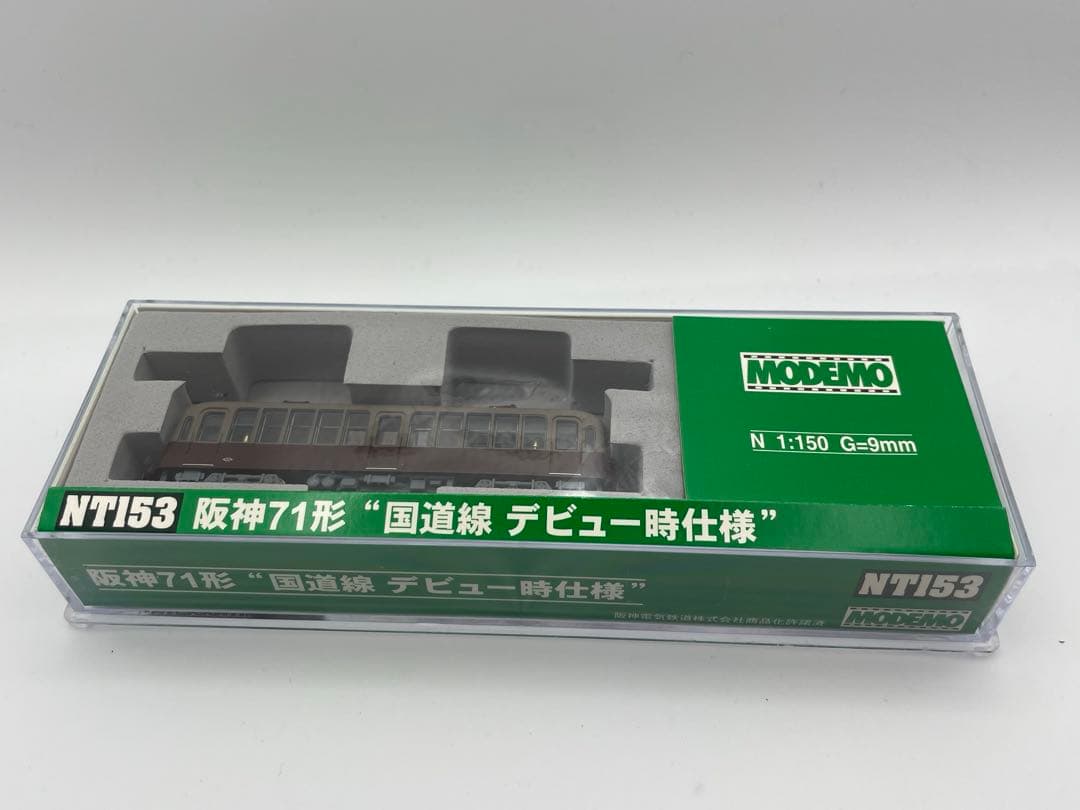 MODEMO
N 1:150 G=9mm
NT153 阪神71形 “国道線 デビュー時仕様”
阪神71形 “国道線 デビュー時仕様”
NT153
阪神電気鉄道株式会社商品化許諾済
MODEMO